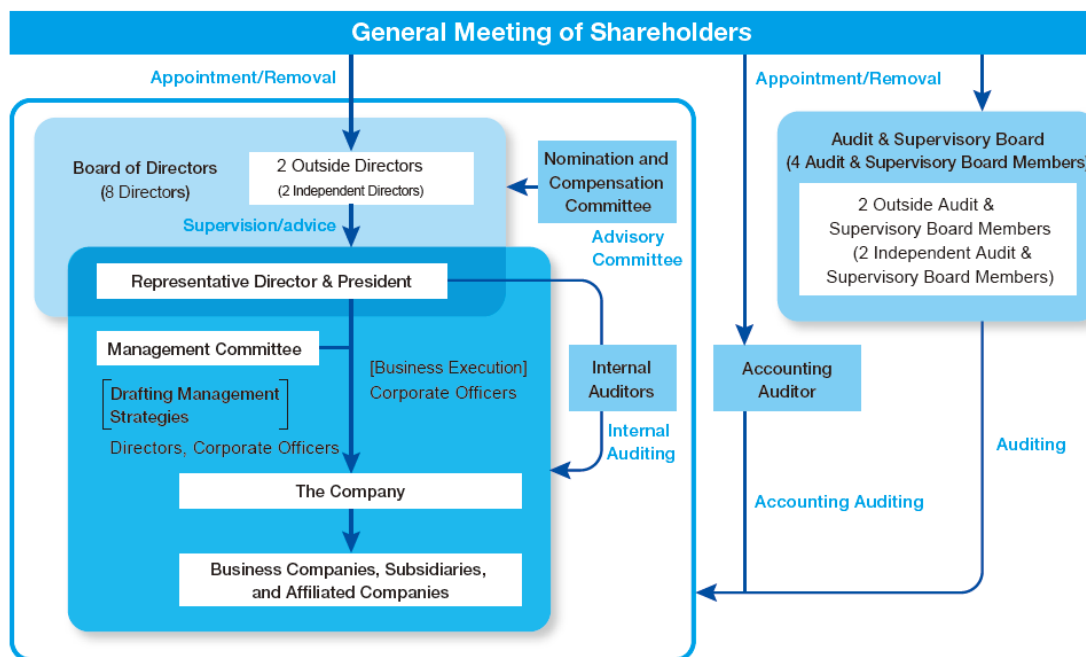 General Meeting of Shareholders
Appointment/Removal
Appointment/Removal
Board of Directors
(8 Directors)
2 Outside Directors
(2 Independent Directors)
Supervision/advice
Nomination and
Compensation
Committee
Advisory
Committee
Audit & Supervisory Board
(4 Audit & Supervisory Board Members)
2 Outside Audit &
Supervisory Board Members
(2 Independent Audit &
Supervisory Board Members)
Representative Director & President
Management Committee
[Drafting Management
Strategies]
Directors, Corporate Officers
[Business Execution]
Corporate Officers
Internal
Auditors
Internal
Auditing
Accounting
Auditor
Accounting Auditing
Auditing
The Company
Business Companies, Subsidiaries,
and Affiliated Companies